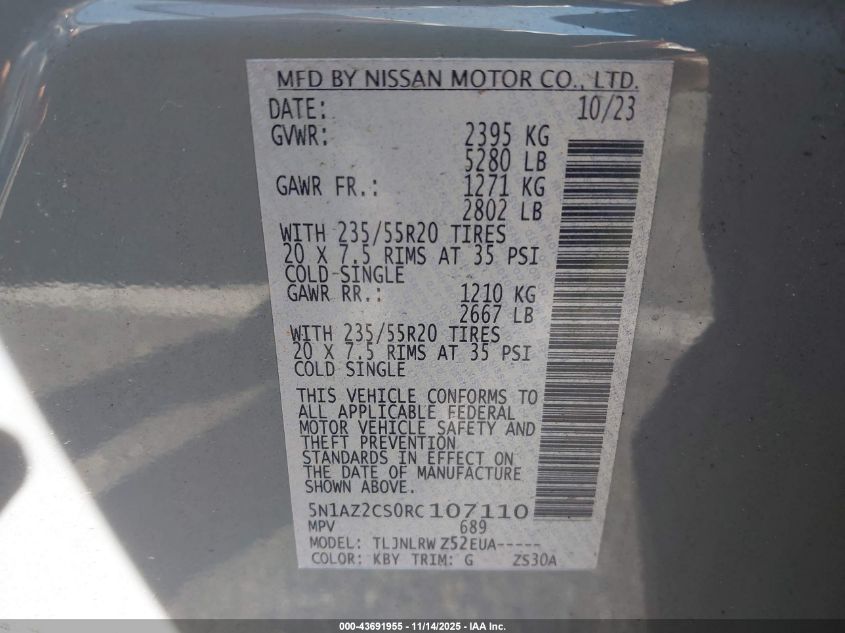 MFD BY NISSAN MOTOR CO., LTD.
DATE: 10/23
GVWR: 2395 KG
5280 LB
GAWR FR.: 1271 KG
2802 LB
WITH 235/55R20 TIRES
20 X 7.5 RIMS AT 35 PSI
COLD SINGLE
GAWR RR.: 1210 KG
2667 LB
WITH 235/55R20 TIRES
20 X 7.5 RIMS AT 35 PSI
COLD SINGLE
THIS VEHICLE CONFORMS TO
ALL APPLICABLE FEDERAL
MOTOR VEHICLE SAFETY AND
THEFT PREVENTION
STANDARDS IN EFFECT ON
THE DATE OF MANUFACTURE
SHOWN ABOVE.
5N1AZ2CS0RC107110
MPV 689
MODEL: TLJNLRW Z52EUA-----
COLOR: KBY TRIM: G ZS30A
000-43691955 - 11/14/2025 - IAA Inc.